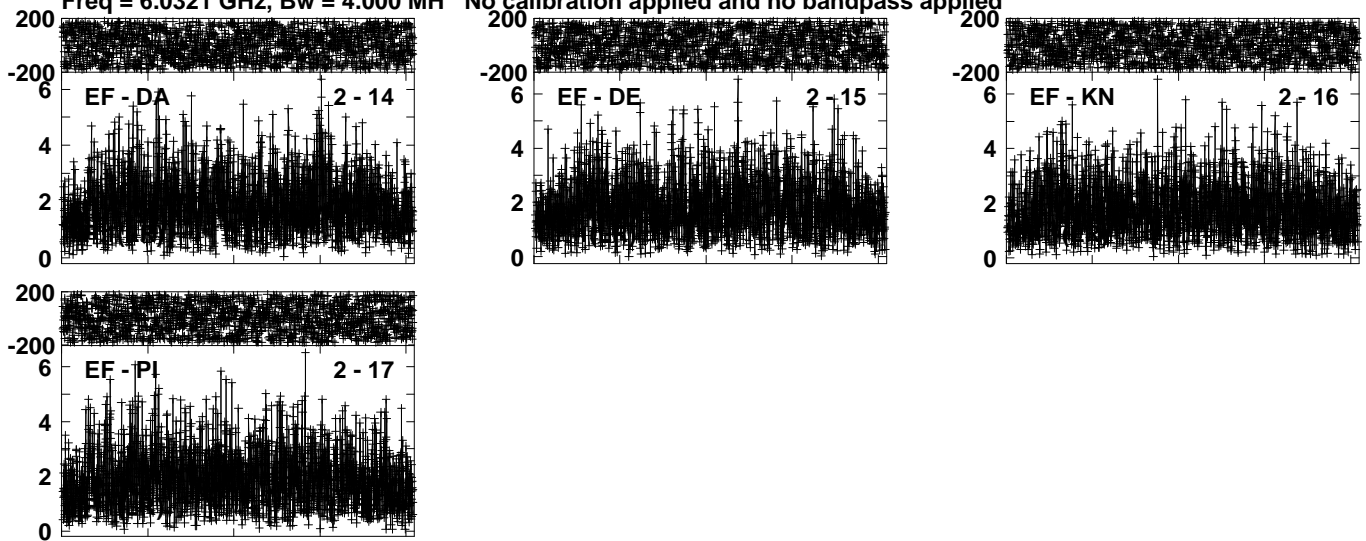 Freq = 6.0321 GHz, Bw = 4.000 MH No calibration applied and no bandpass applied
200 200 200
-200 -200 -200
6 EF - DA 2 - 14 6 EF - DE 2 - 15 6 EF - KN 2 - 16
4 4 4
2 2 2
0 0 0
200
-200
6 EF - PI 2 - 17
4
2
0